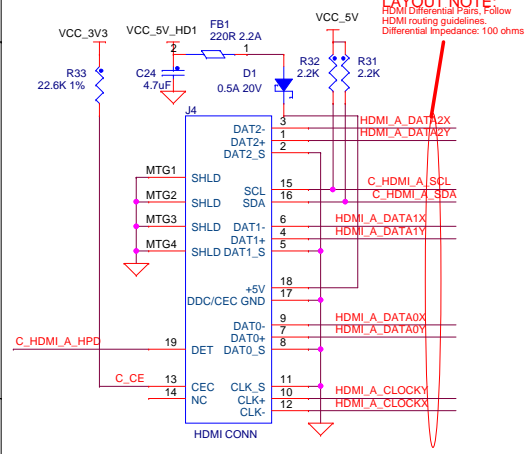 LAYOUT NOTE:
HDMI Differential Pairs, Follow
HDMI routing guidelines.
Differential Impedance: 100 ohms
VCC_3V3
VCC_5V_HD1
FB1
220R 2.2A
VCC_5V
2
1
R33
22.6K 1%
C24
4.7uF
D1
0.5A 20V
R32
2.2K
R31
2.2K
J4
3
DAT2-
HDMI_A_DATA2X
1
DAT2+
HDMI_A_DATA2Y
2
DAT2_S
MTG1
SHLD
15
SCL
C_HDMI_A_SCL
MTG2
SHLD
16
SDA
C_HDMI_A_SDA
MTG3
SHLD
6
DAT1-
HDMI_A_DATA1X
4
DAT1+
HDMI_A_DATA1Y
MTG4
SHLD
5
DAT1_S
18
+5V
17
DDC/CEC GND
9
DAT0-
HDMI_A_DATA0X
7
DAT0+
HDMI_A_DATA0Y
C_HDMI_A_HPD
19
DET
8
DAT0_S
C_CE
13
CEC
11
CLK_S
14
NC
10
CLK+
HDMI_A_CLOCKY
12
CLK-
HDMI_A_CLOCKX
HDMI CONN